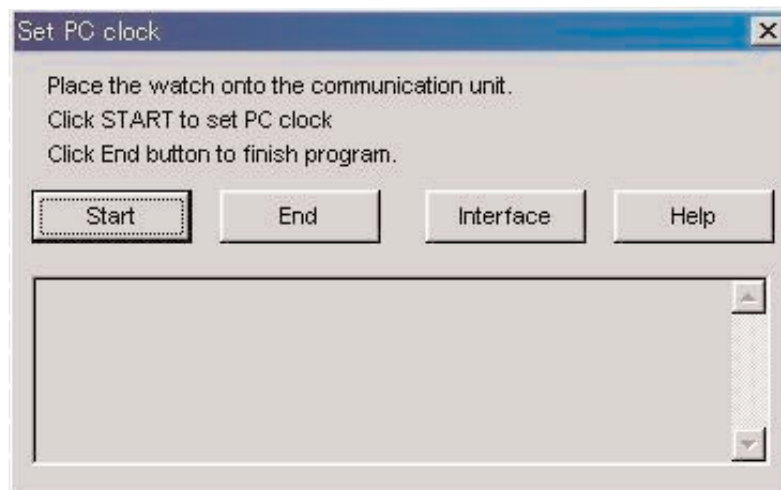 Set PC clock
Place the watch onto the communication unit.
Click START to set PC clock
Click End button to finish program.
Start End Interface Help